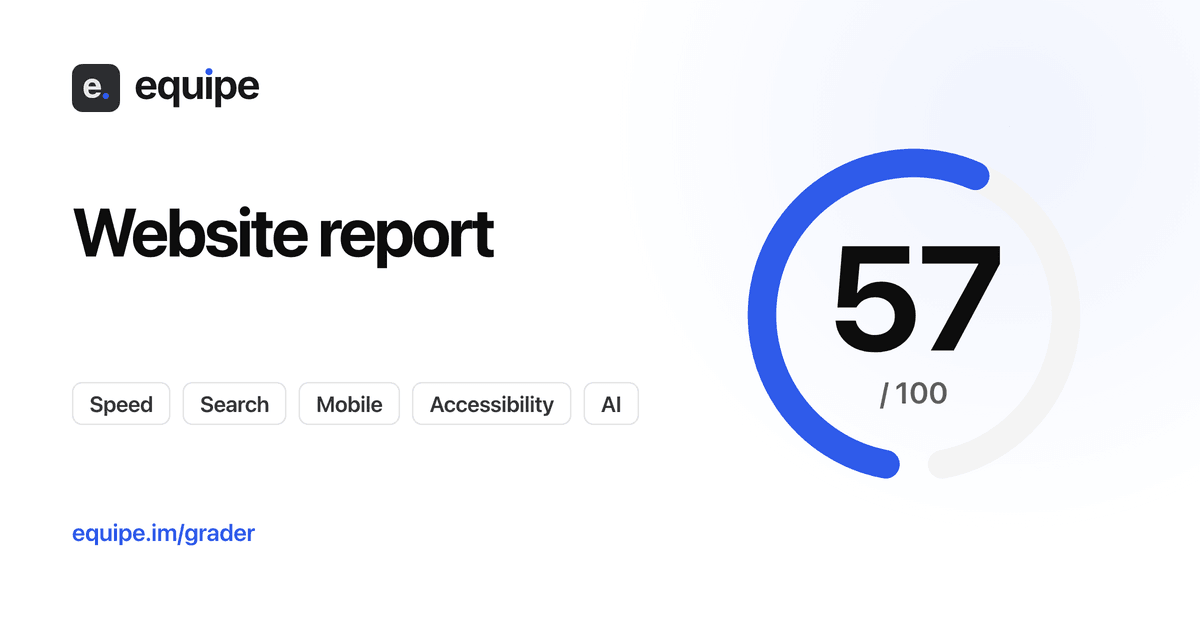 e. equipe
Website report
57
/ 100
Speed Search Mobile Accessibility AI
equipe.im/grader